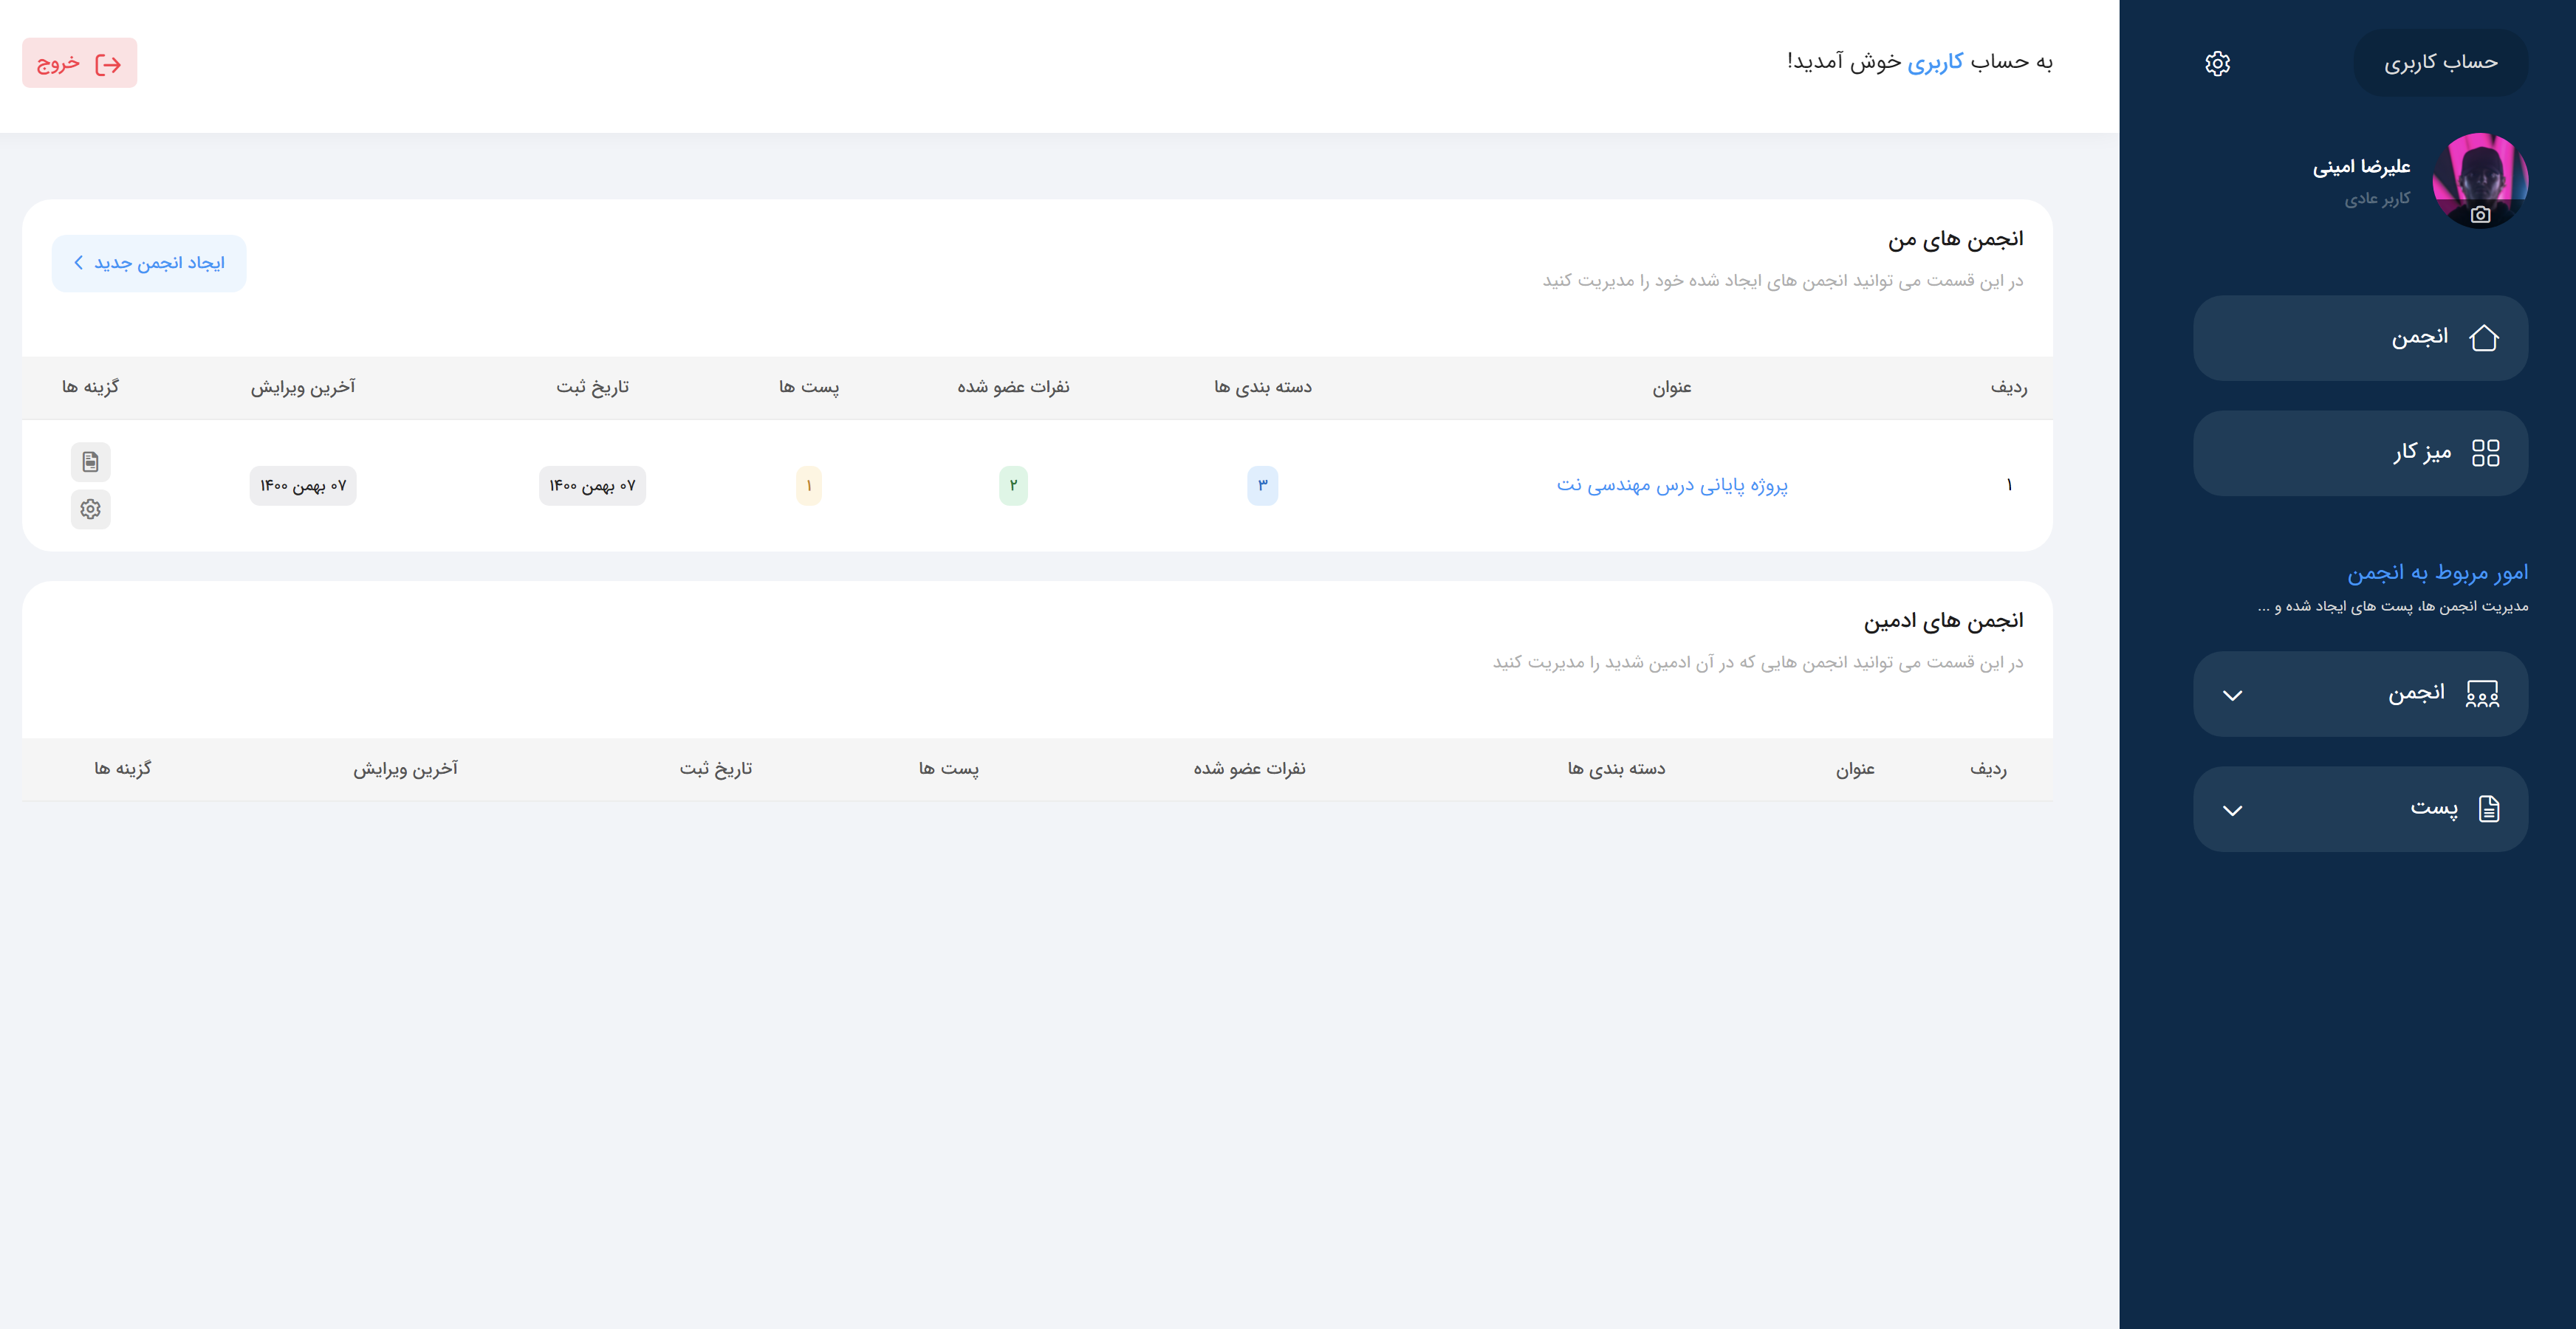 حساب کاربری
علیرضا امینی
کاربر عادی
انجمن
میز کار
امور مربوط به انجمن
مدیریت انجمن ها، پست های ایجاد شده و ...
انجمن
پست
به حساب کاربری خوش آمدید!
خروج
انجمن های من
در این قسمت می توانید انجمن های ایجاد شده خود را مدیریت کنید
ایجاد انجمن جدید
ردیف عنوان دسته بندی ها نفرات عضو شده پست ها تاریخ ثبت آخرین ویرایش گزینه ها
۱ پروژه پایانی درس مهندسی نت ۳ ۲ ۱ ۰۷ بهمن ۱۴۰۰ ۰۷ بهمن ۱۴۰۰
انجمن های ادمین
در این قسمت می توانید انجمن هایی که در آن ادمین شدید را مدیریت کنید
ردیف عنوان دسته بندی ها نفرات عضو شده پست ها تاریخ ثبت آخرین ویرایش گزینه ها